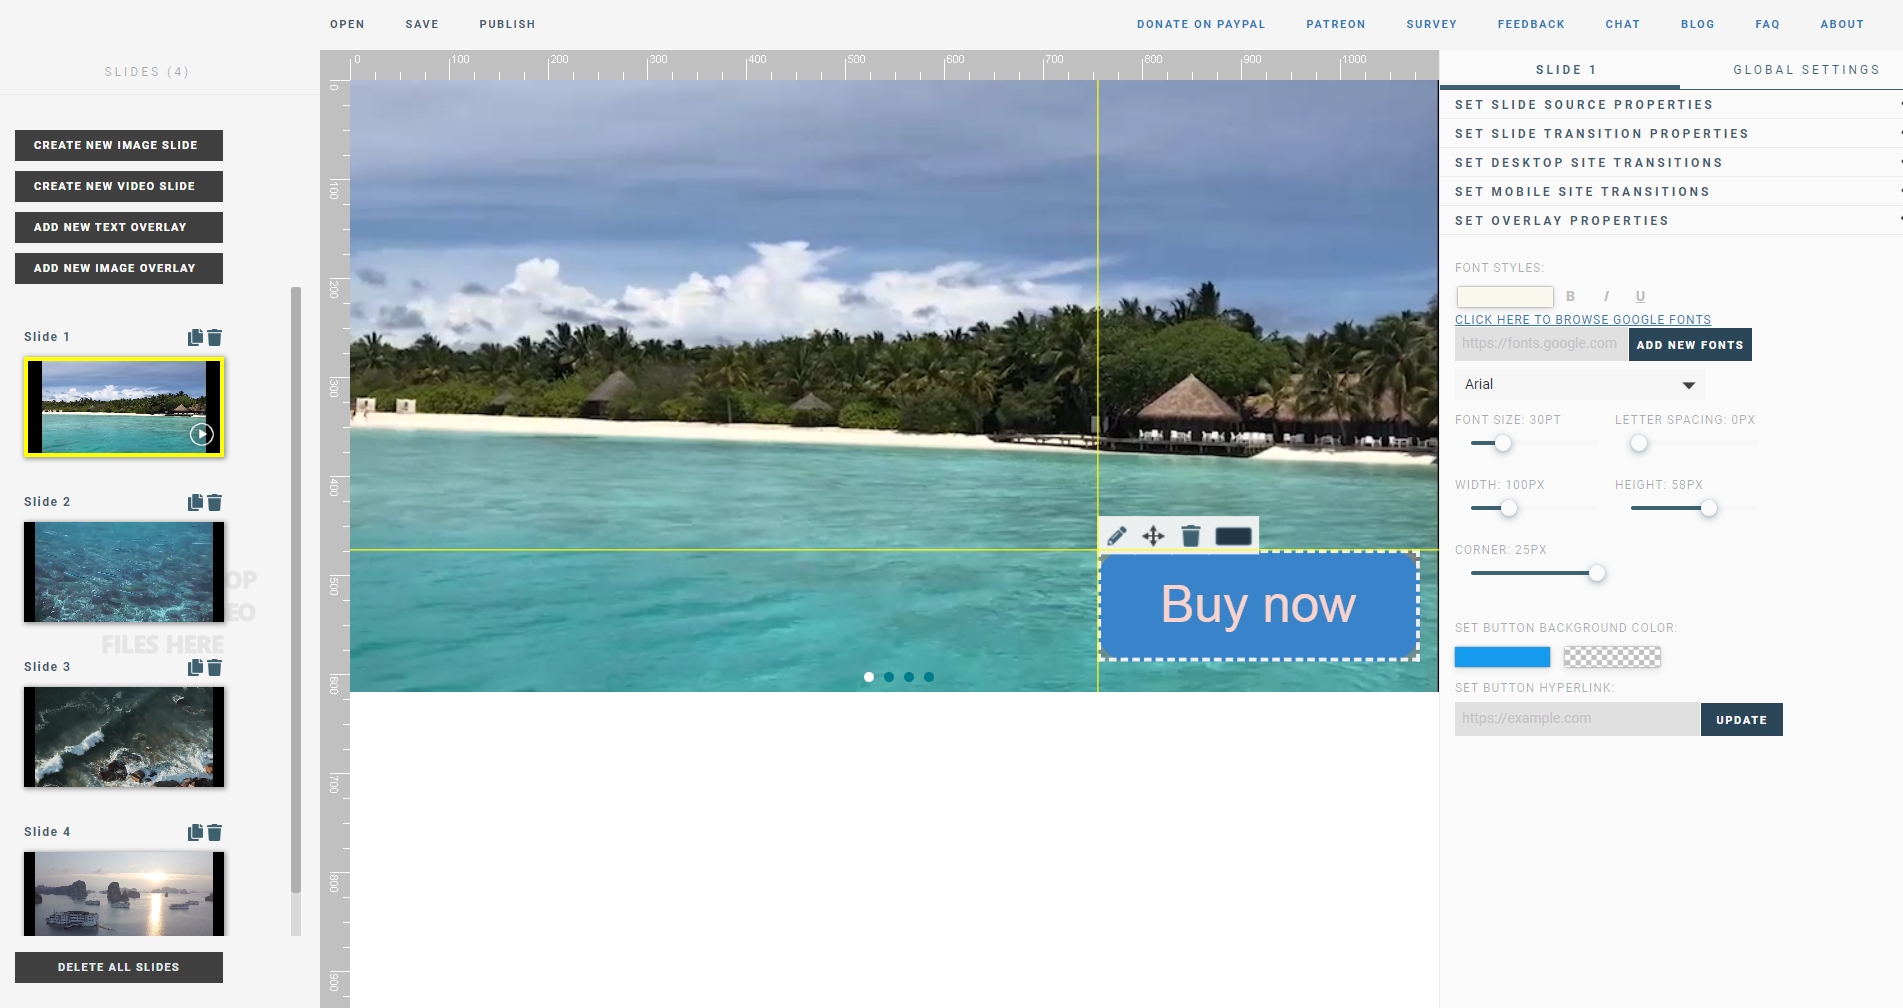 OPEN SAVE PUBLISH DONATE ON PAYPAL PATREON SURVEY FEEDBACK CHAT BLOG FAQ ABOUT
SLIDES (4)
CREATE NEW IMAGE SLIDE
CREATE NEW VIDEO SLIDE
ADD NEW TEXT OVERLAY
ADD NEW IMAGE OVERLAY
Slide 1
Slide 2
OP
EO
FILES HERE
Slide 3
Slide 4
DELETE ALL SLIDES
0 100 200 300 400 500 600 700 800 900 1000
0
100
200
300
400
500
600
700
800
900
Buy now
SLIDE 1 GLOBAL SETTINGS
SET SLIDE SOURCE PROPERTIES
SET SLIDE TRANSITION PROPERTIES
SET DESKTOP SITE TRANSITIONS
SET MOBILE SITE TRANSITIONS
SET OVERLAY PROPERTIES
FONT STYLES:
B I U
CLICK HERE TO BROWSE GOOGLE FONTS
https://fonts.google.com ADD NEW FONTS
Arial
FONT SIZE: 30PT LETTER SPACING: 0PX
WIDTH: 100PX HEIGHT: 58PX
CORNER: 25PX
SET BUTTON BACKGROUND COLOR:
SET BUTTON HYPERLINK:
https://example.com UPDATE